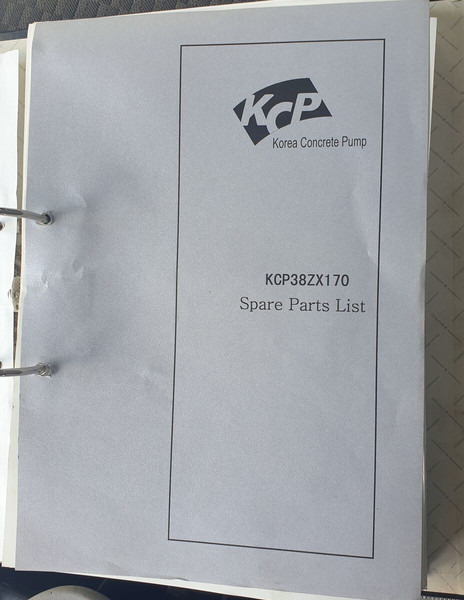 KCP
Korea Concrete Pump
KCP38ZX170
Spare Parts List